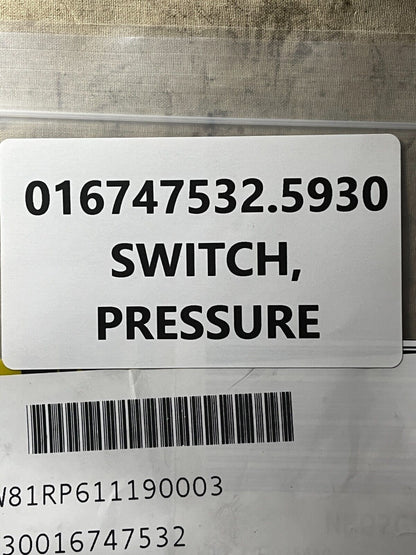 016747532.5930
SWITCH,
PRESSURE
W81RP611190003
30016747532